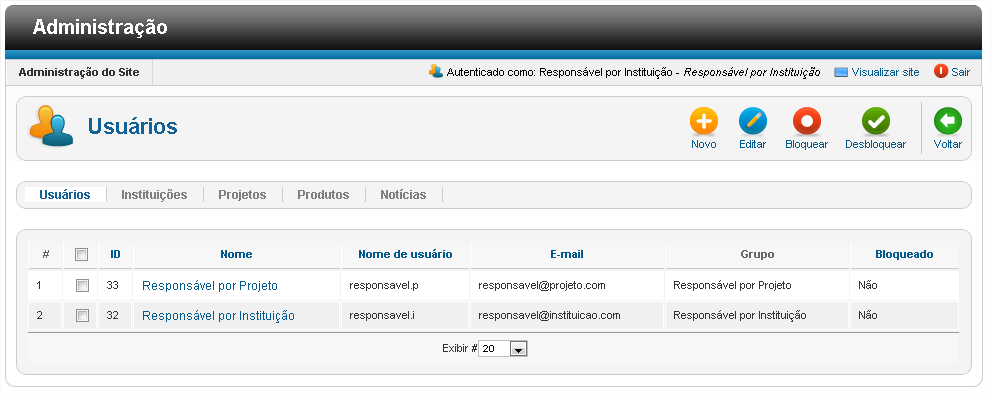 Administração
Administração do Site
Autenticado como: Responsável por Instituição - Responsável por Instituição Visualizar site Sair
Usuários
Novo Editar Bloquear Desbloquear Voltar
Usuários Instituições Projetos Produtos Notícias
# ID Nome Nome de usuário E-mail Grupo Bloqueado
1 33 Responsável por Projeto responsavel.p responsavel@projeto.com Responsável por Projeto Não
2 32 Responsável por Instituição responsavel.i responsavel@instituicao.com Responsável por Instituição Não
Exibir # 20